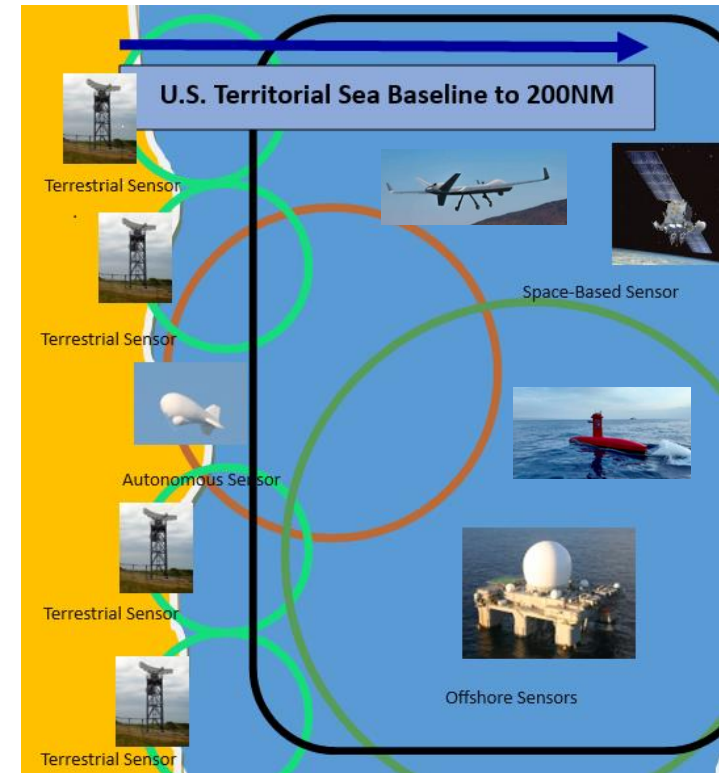 U.S. Territorial Sea Baseline to 200NM
Terrestrial Sensor
Space-Based Sensor
Terrestrial Sensor
Autonomous Sensor
Terrestrial Sensor
Offshore Sensors
Terrestrial Sensor